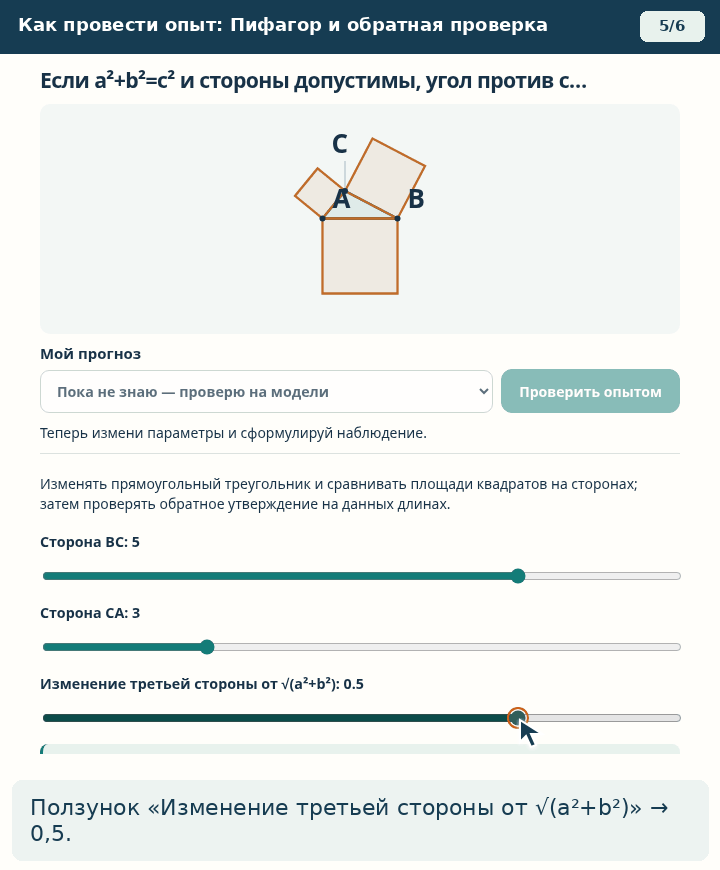 Как провести опыт: Пифагор и обратная проверка
5/6
Если a²+b²=c² и стороны допустимы, угол против c…
C
A
B
Мой прогноз
Пока не знаю — проверю на модели
Проверить опытом
Теперь измени параметры и сформулируй наблюдение.
Изменять прямоугольный треугольник и сравнивать площади квадратов на сторонах;
затем проверять обратное утверждение на данных длинах.
Сторона BC: 5
Сторона CA: 3
Изменение третьей стороны от √(a²+b²): 0.5
Ползунок «Изменение третьей стороны от √(a²+b²)» →
0,5.